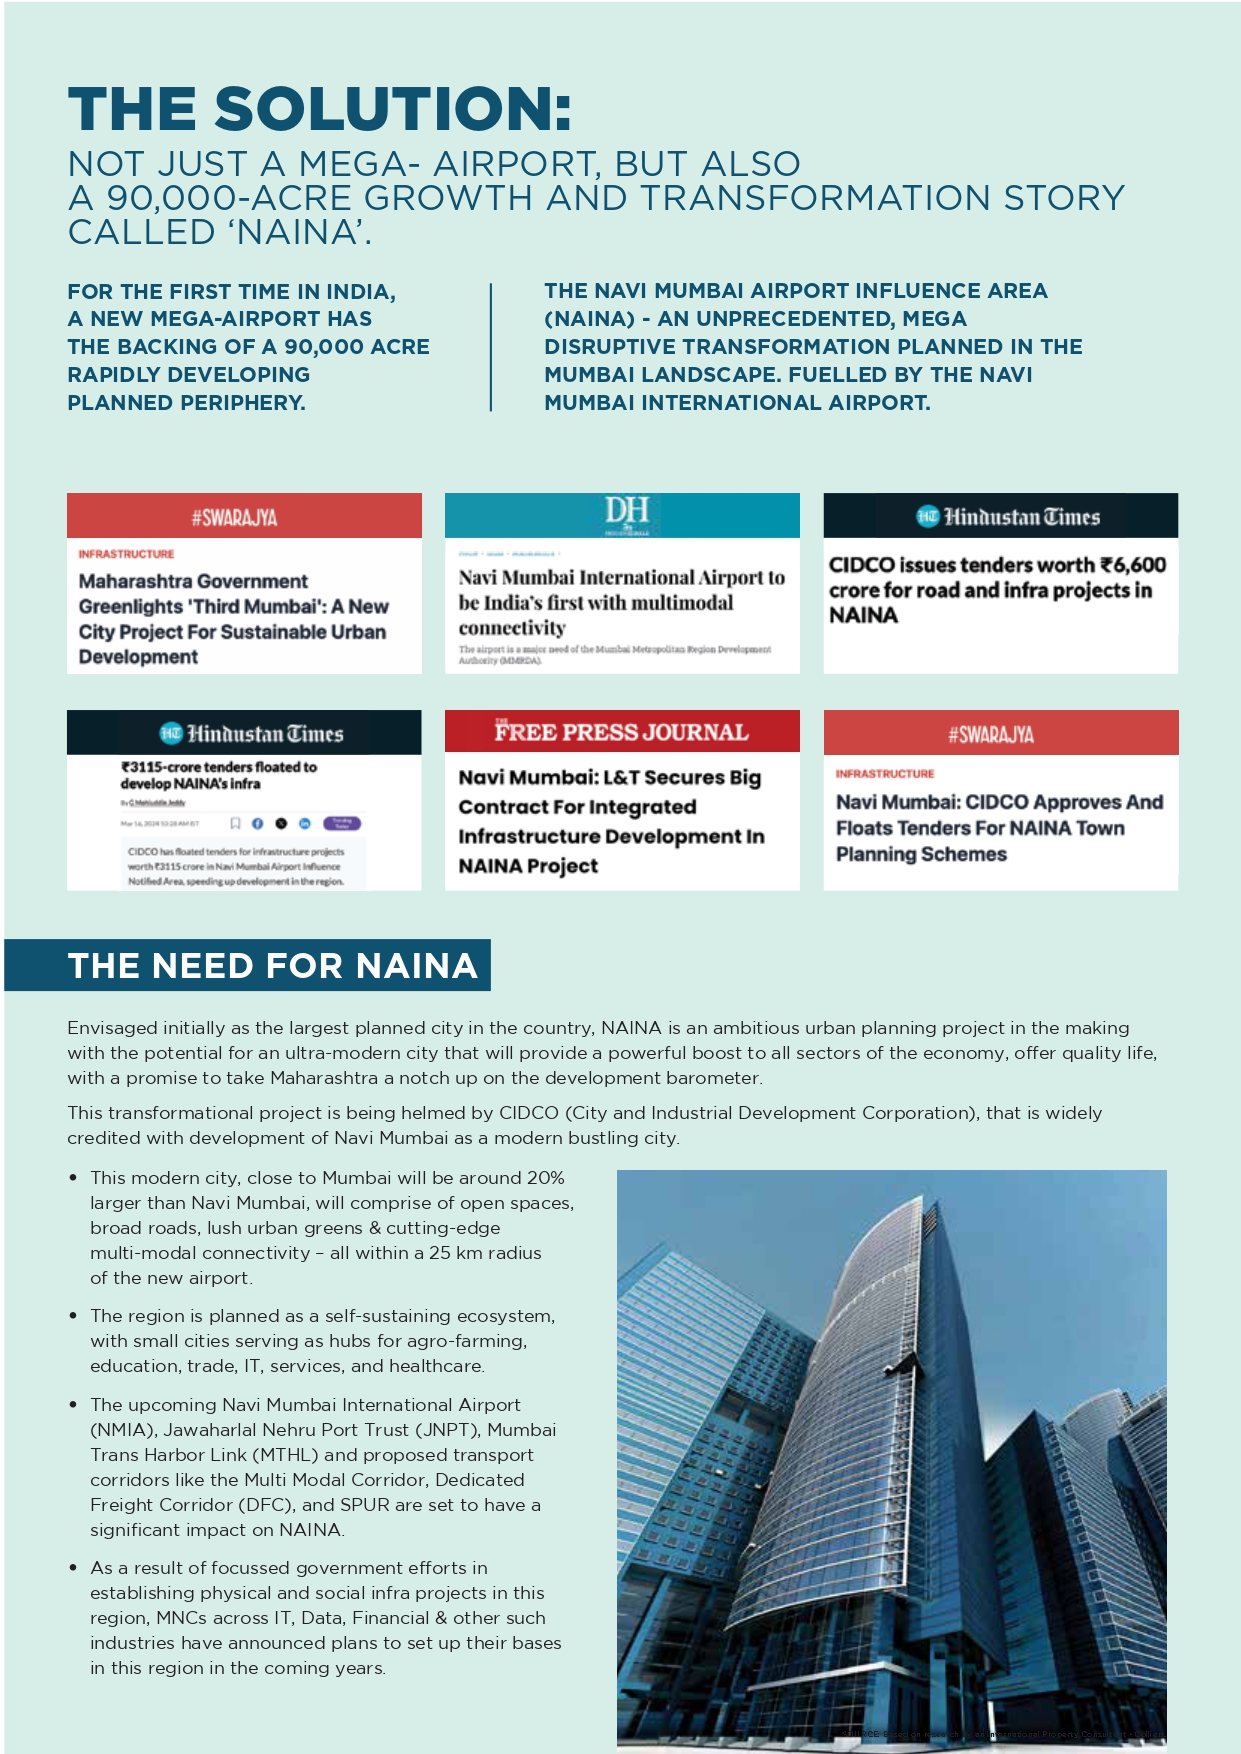 THE SOLUTION:
NOT JUST A MEGA- AIRPORT, BUT ALSO
A 90,000-ACRE GROWTH AND TRANSFORMATION STORY
CALLED ‘NAINA’.
FOR THE FIRST TIME IN INDIA,
A NEW MEGA-AIRPORT HAS
THE BACKING OF A 90,000 ACRE
RAPIDLY DEVELOPING
PLANNED PERIPHERY.
THE NAVI MUMBAI AIRPORT INFLUENCE AREA
(NAINA) - AN UNPRECEDENTED, MEGA
DISRUPTIVE TRANSFORMATION PLANNED IN THE
MUMBAI LANDSCAPE. FUELLED BY THE NAVI
MUMBAI INTERNATIONAL AIRPORT.
#SWARAJYA
INFRASTRUCTURE
Maharashtra Government
Greenlights 'Third Mumbai': A New
City Project For Sustainable Urban
Development
DH
Navi Mumbai International Airport to
be India’s first with multimodal
connectivity
The airport is a major need of the Mumbai Metropolitan Region Development
Authority (MMRDA).
HT Hindustan Times
CIDCO issues tenders worth ₹6,600
crore for road and infra projects in
NAINA
HT Hindustan Times
₹3115-crore tenders floated to
develop NAINA's infra
By G Mohiuddin Jeddy
Mar 16, 2024 10:28 AM IST
Trending
Today
CIDCO has floated tenders for infrastructure projects
worth ₹3115 crore in Navi Mumbai Airport Influence
Notified Area, speeding up development in the region.
THE
FREE PRESS JOURNAL
Navi Mumbai: L&T Secures Big
Contract For Integrated
Infrastructure Development In
NAINA Project
#SWARAJYA
INFRASTRUCTURE
Navi Mumbai: CIDCO Approves And
Floats Tenders For NAINA Town
Planning Schemes
THE NEED FOR NAINA
Envisaged initially as the largest planned city in the country, NAINA is an ambitious urban planning project in the making
with the potential for an ultra-modern city that will provide a powerful boost to all sectors of the economy, offer quality life,
with a promise to take Maharashtra a notch up on the development barometer.
This transformational project is being helmed by CIDCO (City and Industrial Development Corporation), that is widely
credited with development of Navi Mumbai as a modern bustling city.
• This modern city, close to Mumbai will be around 20%
larger than Navi Mumbai, will comprise of open spaces,
broad roads, lush urban greens & cutting-edge
multi-modal connectivity – all within a 25 km radius
of the new airport.
• The region is planned as a self-sustaining ecosystem,
with small cities serving as hubs for agro-farming,
education, trade, IT, services, and healthcare.
• The upcoming Navi Mumbai International Airport
(NMIA), Jawaharlal Nehru Port Trust (JNPT), Mumbai
Trans Harbor Link (MTHL) and proposed transport
corridors like the Multi Modal Corridor, Dedicated
Freight Corridor (DFC), and SPUR are set to have a
significant impact on NAINA.
• As a result of focussed government efforts in
establishing physical and social infra projects in this
region, MNCs across IT, Data, Financial & other such
industries have announced plans to set up their bases
in this region in the coming years.
SOURCE: Based on research by an International Property Consultant -